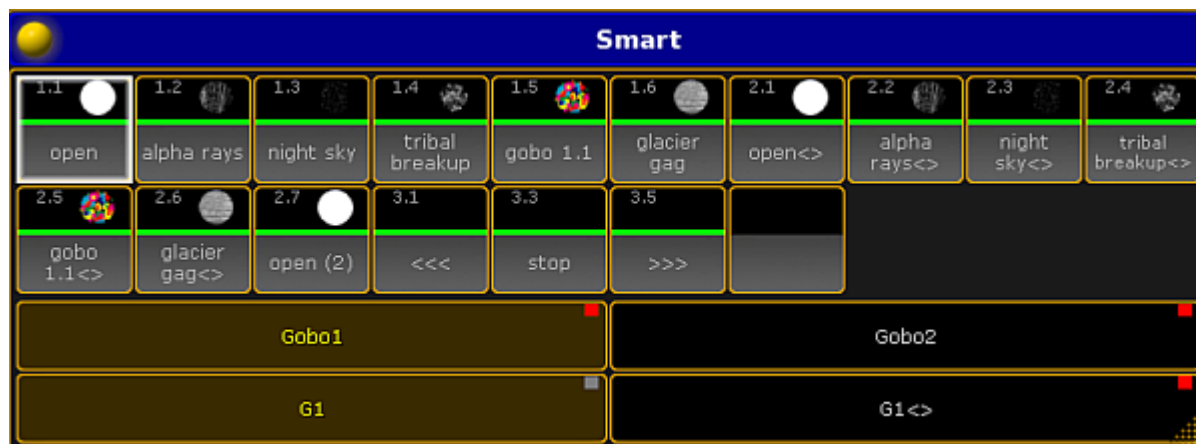 Smart
1.1 1.2 1.3 1.4 1.5 1.6 2.1 2.2 2.3 2.4
open
alpha rays
night sky
tribal
breakup
gobo 1.1
glacier
gag
open<>
alpha
rays<>
night
sky<>
tribal
breakup<>
2.5 2.6 2.7 3.1 3.3 3.5
gobo
1.1<>
glacier
gag<>
open (2)
<<<
stop
>>>
Gobo1
Gobo2
G1
G1<>